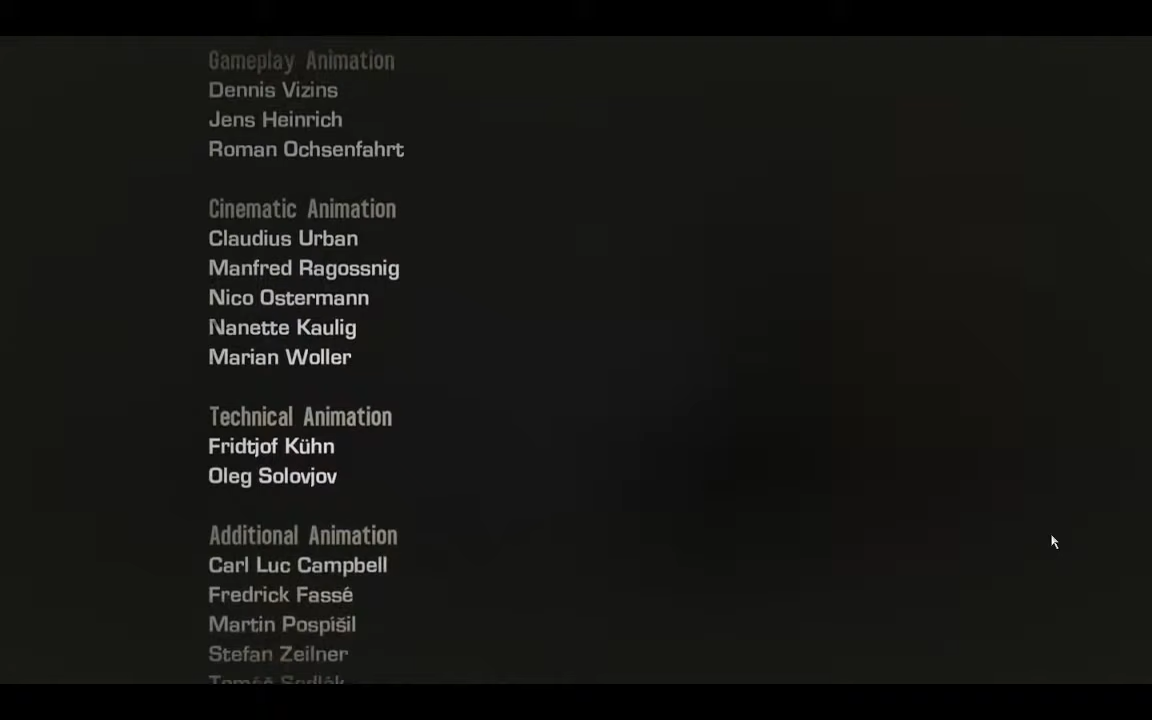 Gameplay Animation
Dennis Vizins
Jens Heinrich
Roman Ochsenfahrt
Cinematic Animation
Claudius Urban
Manfred Ragossnig
Nico Ostermann
Nanette Kaulig
Marian Woller
Technical Animation
Fridtjof Kühn
Oleg Solovjov
Additional Animation
Carl Luc Campbell
Fredrick Fassé
Martin Pospíšil
Stefan Zeilner